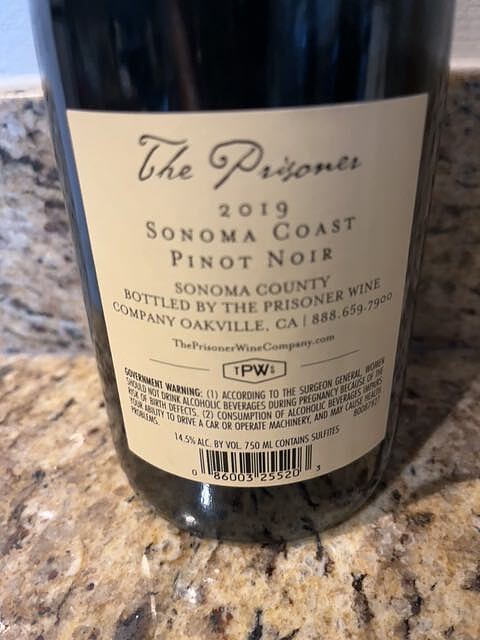 The Prisoner
2019
SONOMA COAST
PINOT NOIR
SONOMA COUNTY
BOTTLED BY THE PRISONER WINE
COMPANY OAKVILLE, CA | 888.659.7900
ThePrisonerWineCompany.com
TPWS
GOVERNMENT WARNING: (1) ACCORDING TO THE SURGEON GENERAL, WOMEN
SHOULD NOT DRINK ALCOHOLIC BEVERAGES DURING PREGNANCY BECAUSE OF THE
RISK OF BIRTH DEFECTS. (2) CONSUMPTION OF ALCOHOLIC BEVERAGES IMPAIRS
YOUR ABILITY TO DRIVE A CAR OR OPERATE MACHINERY, AND MAY CAUSE HEALTH
PROBLEMS. 80087927
14.5% ALC. BY VOL. 750 ML CONTAINS SULFITES
0 86003 25520 3